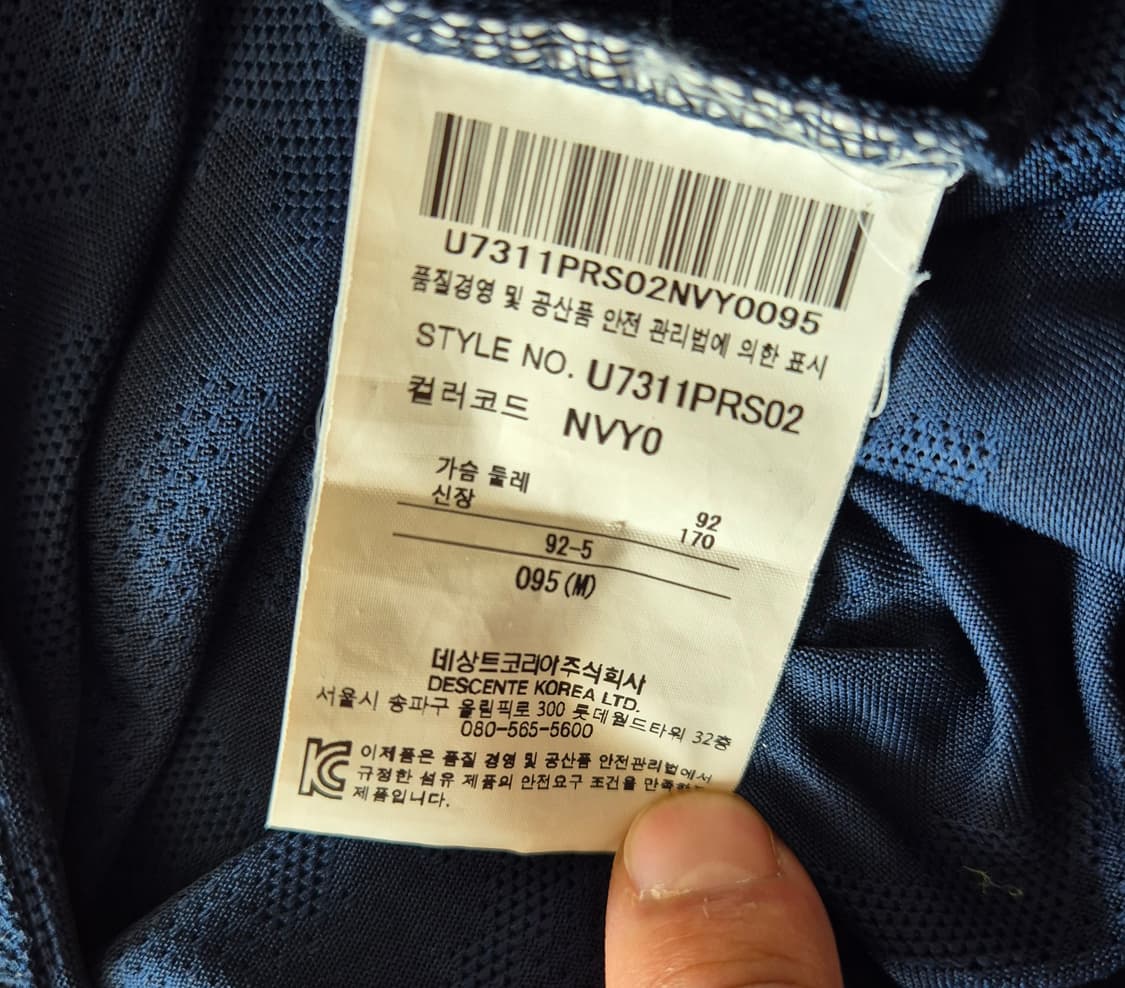 U7311PRS02NVY0095
품질경영 및 공산품 안전 관리법에 의한 표시
STYLE NO. U7311PRS02
컬러코드 NVY0
가슴 둘레 92
신장 170
92-5
095(M)
데상트코리아주식회사
DESCENTE KOREA LTD.
서울시 송파구 올림픽로 300 롯데월드타워 32층
080-565-5600
KC
이제품은 품질 경영 및 공산품 안전관리법에서
규정한 섬유 제품의 안전요구 조건을
제품입니다.